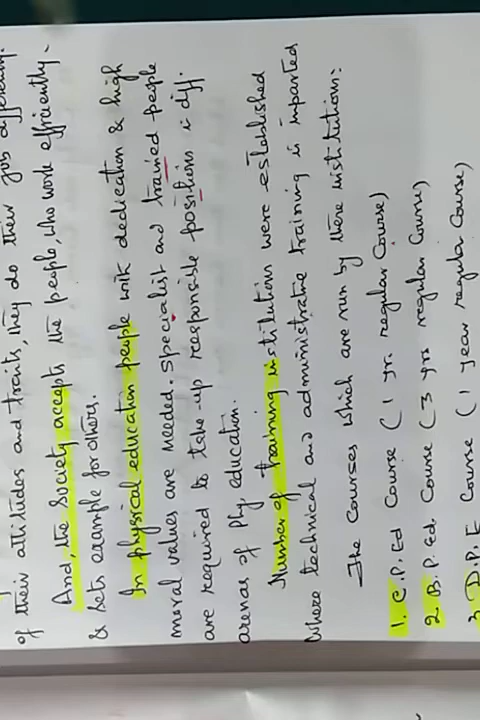 of their attitudes and traits, they do their job
And, the society accepts the people, who work efficiently.
& sets example for others.
In physical education people with dedication & high
moral values are needed. Specialist and trained people
are required to take-up responsible positions i diff.
arenas of Phy. education.
Number of training institutions were established
Where technical and administrative training is imparted
The Courses which are run by these institutions:
1. C.P.Ed Course (1 yr. regular Course)
2 B.P.Ed. Course (3 yr regular Course)
3 D.P.E Course (1 year regular Course)